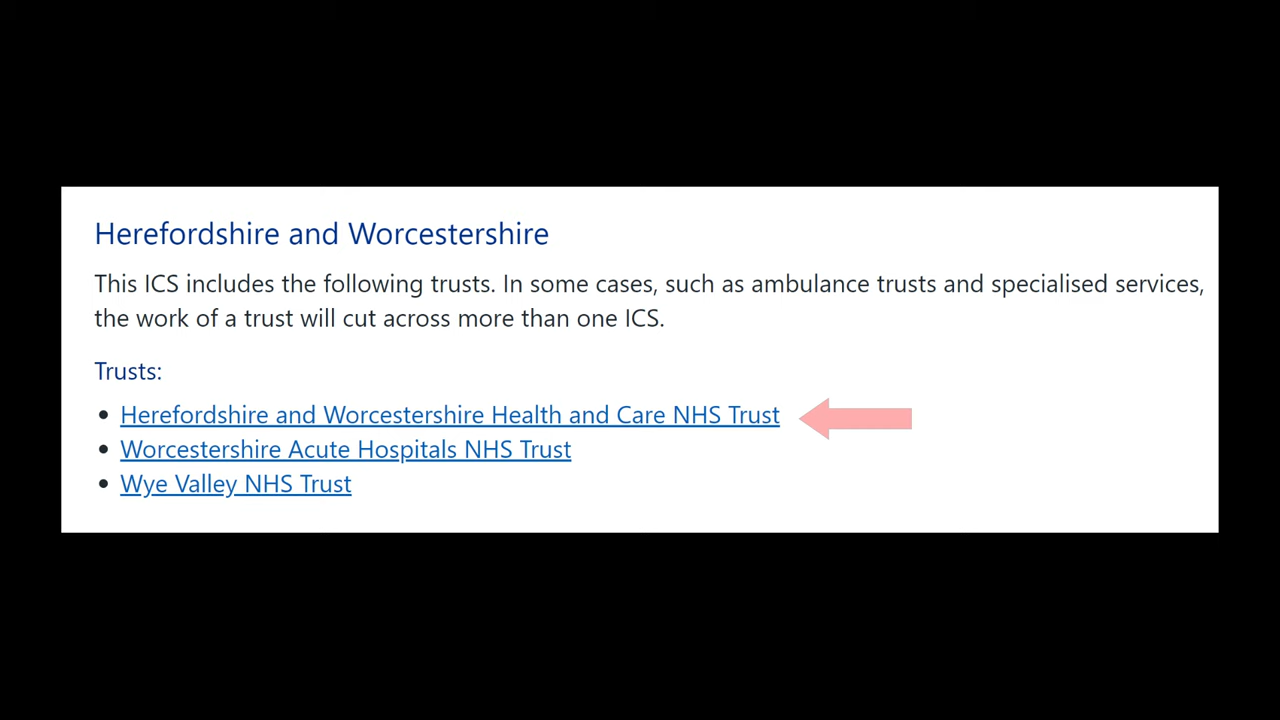 Herefordshire and Worcestershire
This ICS includes the following trusts. In some cases, such as ambulance trusts and specialised services,
the work of a trust will cut across more than one ICS.
Trusts:
• Herefordshire and Worcestershire Health and Care NHS Trust
• Worcestershire Acute Hospitals NHS Trust
• Wye Valley NHS Trust